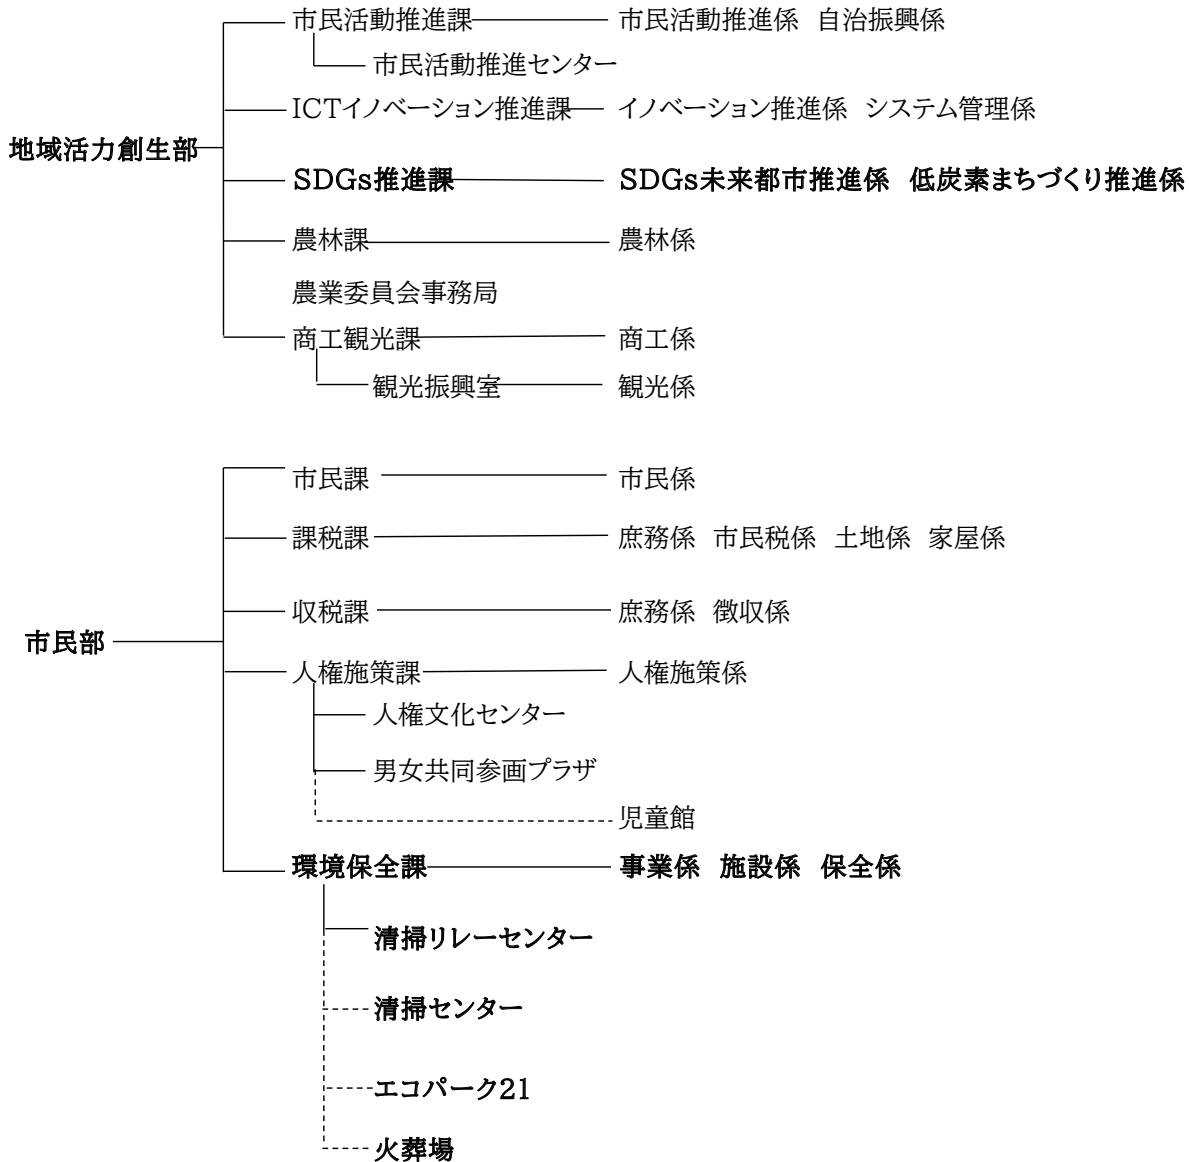 市民活動推進課 市民活動推進係 自治振興係
市民活動推進センター
ICTイノベーション推進課 イノベーション推進係 システム管理係
地域活力創生部
SDGs推進課 SDGs未来都市推進係 低炭素まちづくり推進係
農林課 農林係
農業委員会事務局
商工観光課 商工係
観光振興室 観光係
市民課 市民係
課税課 庶務係 市民税係 土地係 家屋係
収税課 庶務係 徴収係
市民部
人権施策課 人権施策係
人権文化センター
男女共同参画プラザ
児童館
環境保全課 事業係 施設係 保全係
清掃リレーセンター
清掃センター
エコパーク21
火葬場